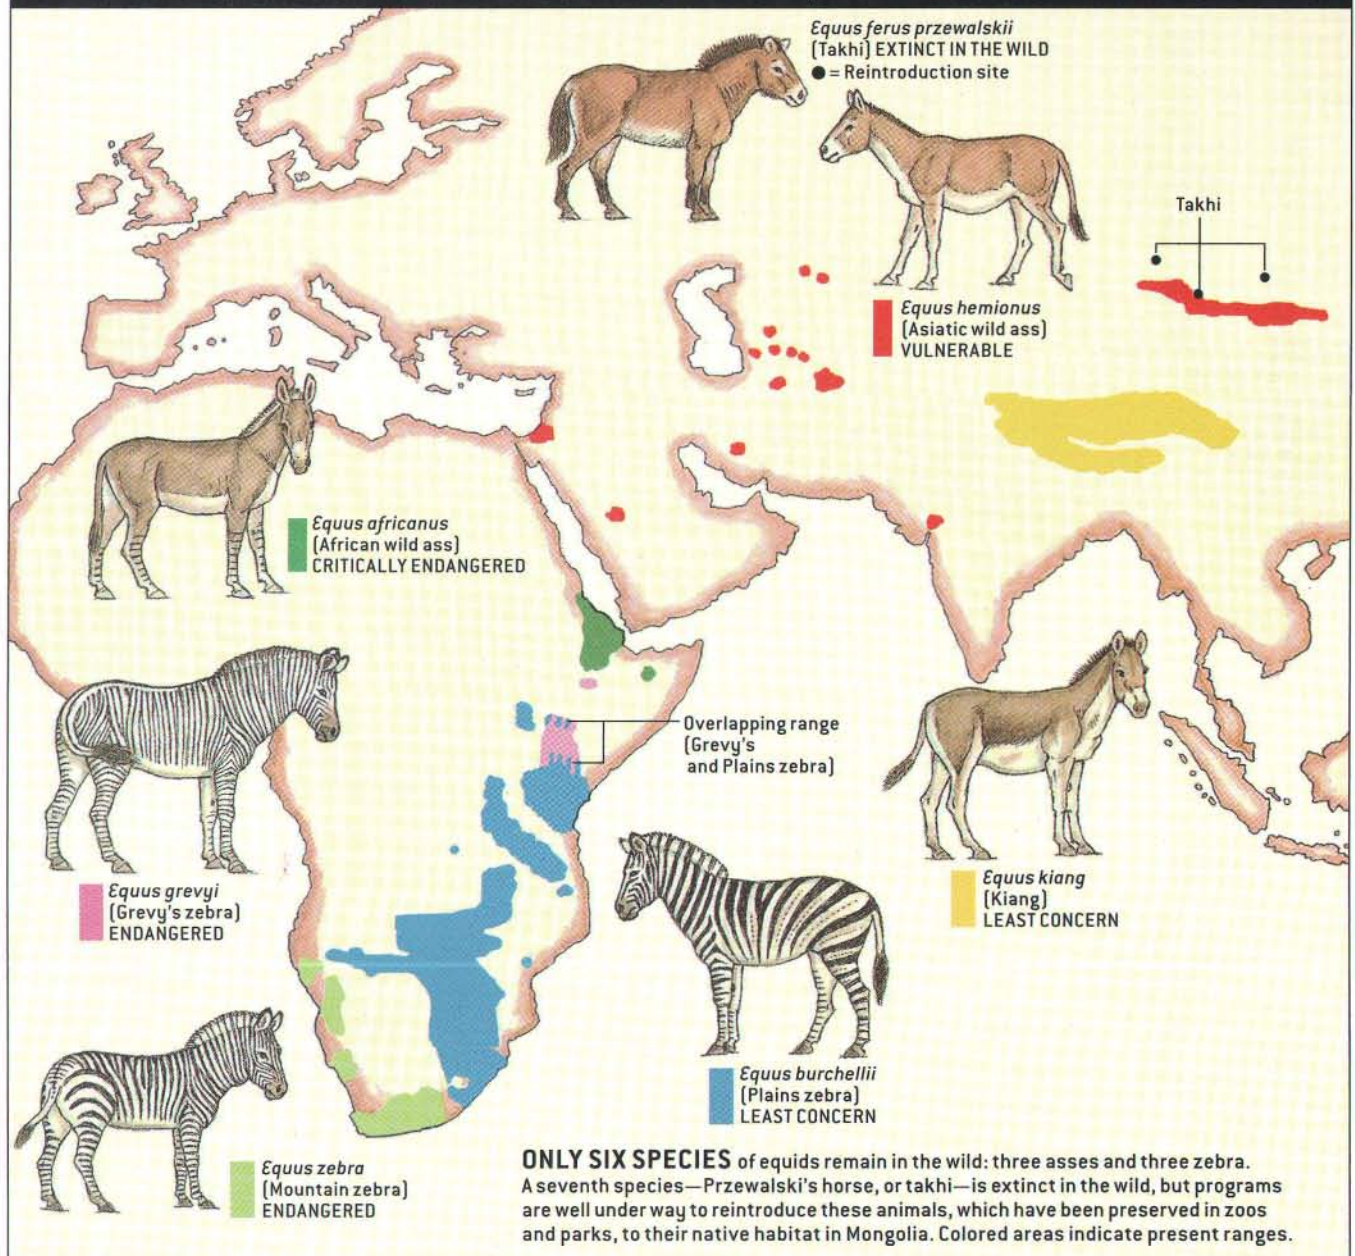 Equus ferus przewalskii
(Takhi) EXTINCT IN THE WILD
● = Reintroduction site
Takhi
Equus hemionus
(Asiatic wild ass)
VULNERABLE
Equus africanus
(African wild ass)
CRITICALLY ENDANGERED
Overlapping range
(Grevy's
and Plains zebra)
Equus grevyi
(Grevy's zebra)
ENDANGERED
Equus kiang
(Kiang)
LEAST CONCERN
Equus burchellii
(Plains zebra)
LEAST CONCERN
Equus zebra
(Mountain zebra)
ENDANGERED
ONLY SIX SPECIES of equids remain in the wild: three asses and three zebra.
A seventh species—Przewalski's horse, or takhi—is extinct in the wild, but programs
are well under way to reintroduce these animals, which have been preserved in zoos
and parks, to their native habitat in Mongolia. Colored areas indicate present ranges.